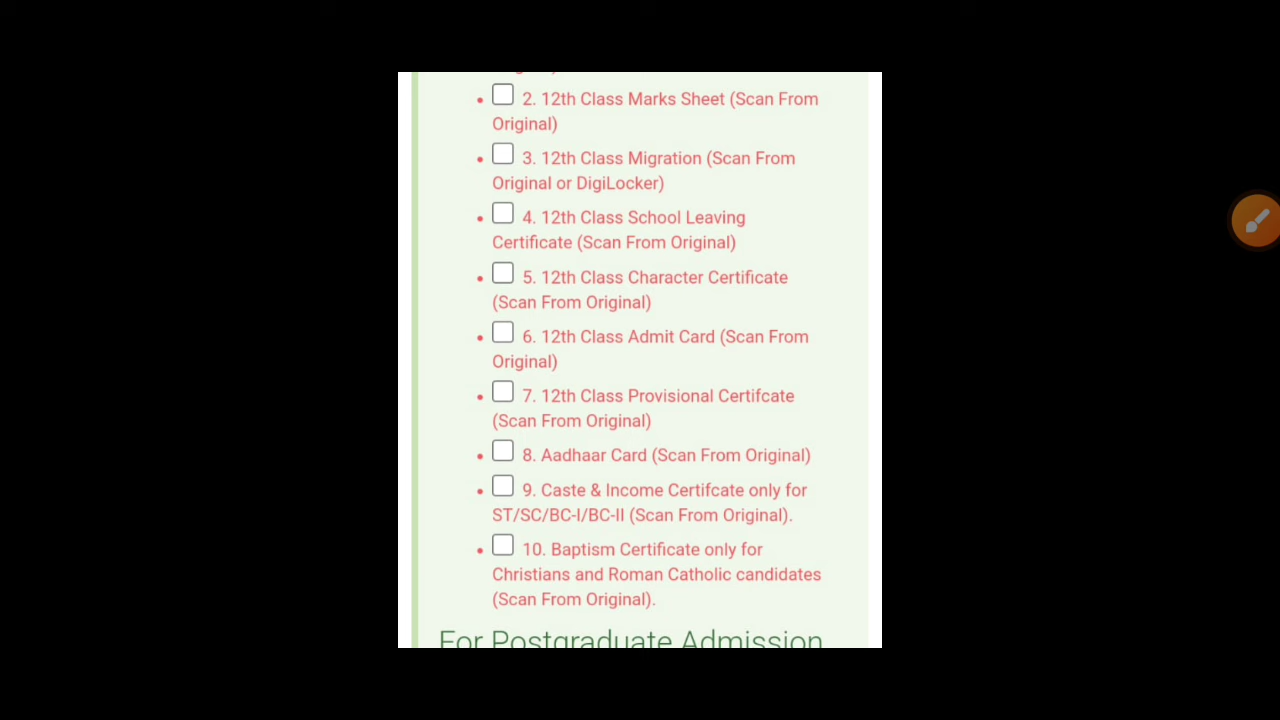 2. 12th Class Marks Sheet (Scan From
Original)
3. 12th Class Migration (Scan From
Original or DigiLocker)
4. 12th Class School Leaving
Certificate (Scan From Original)
5. 12th Class Character Certificate
(Scan From Original)
6. 12th Class Admit Card (Scan From
Original)
7. 12th Class Provisional Certifcate
(Scan From Original)
8. Aadhaar Card (Scan From Original)
9. Caste & Income Certifcate only for
ST/SC/BC-I/BC-II (Scan From Original).
10. Baptism Certificate only for
Christians and Roman Catholic candidates
(Scan From Original).
For Postgraduate Admission